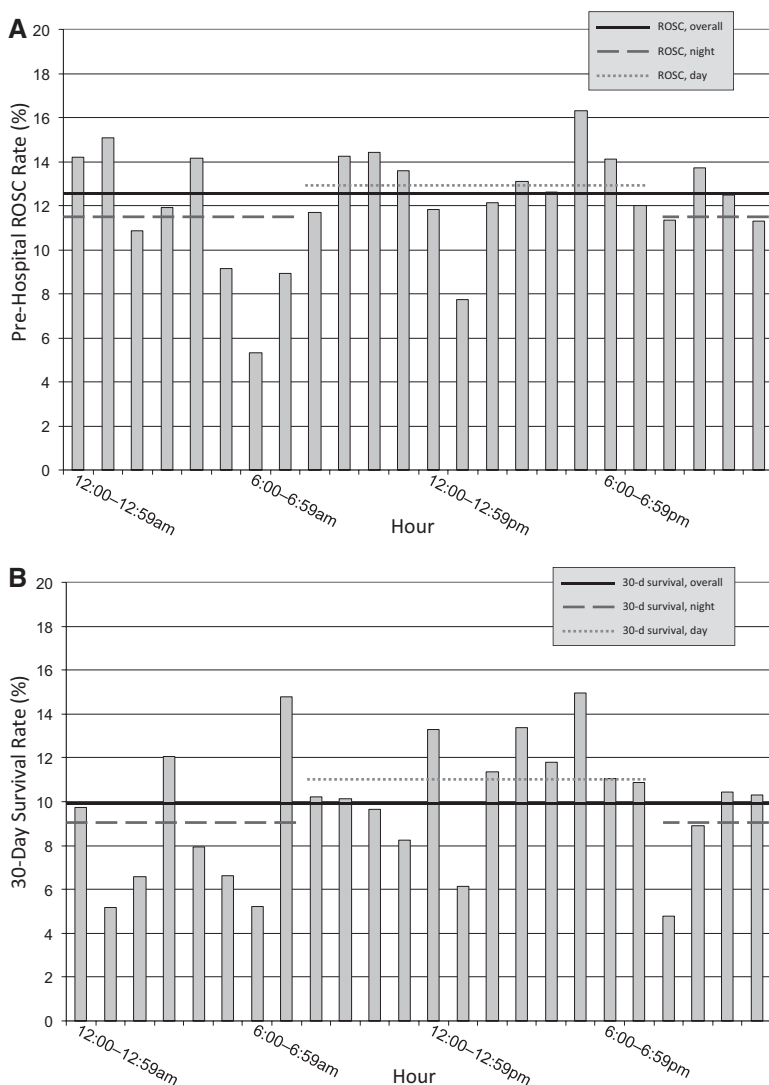 A
20
18
16
14
12
10
8
6
4
2
0
Pre-Hospital ROSC Rate (%)
ROSC, overall
ROSC, night
ROSC, day
12:00–12:59am
6:00–6:59am
12:00–12:59pm
6:00–6:59pm
Hour
B
20
18
16
14
12
10
8
6
4
2
0
30-Day Survival Rate (%)
30-d survival, overall
30-d survival, night
30-d survival, day
12:00–12:59am
6:00–6:59am
12:00–12:59pm
6:00–6:59pm
Hour